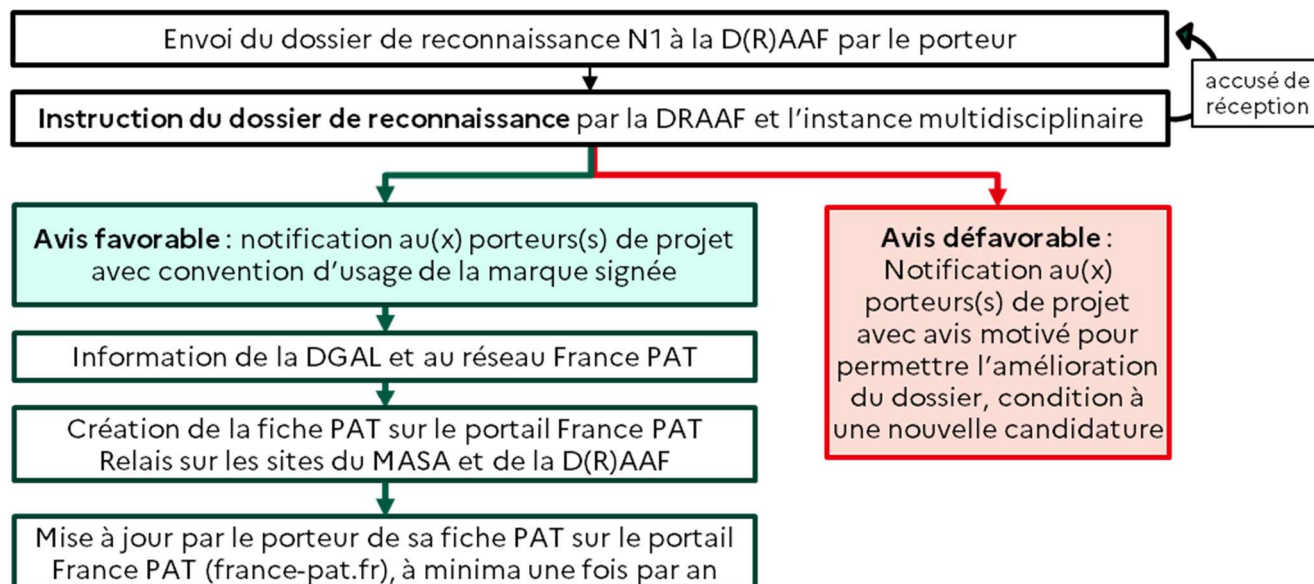 Envoi du dossier de reconnaissance N1 à la D(R)AAF par le porteur
accusé de
réception
Instruction du dossier de reconnaissance par la DRAAF et l'instance multidisciplinaire
Avis favorable : notification au(x) porteurs(s) de projet
avec convention d'usage de la marque signée
Information de la DGAL et au réseau France PAT
Création de la fiche PAT sur le portail France PAT
Relais sur les sites du MASA et de la D(R)AAF
Mise à jour par le porteur de sa fiche PAT sur le portail
France PAT (france-pat.fr), à minima une fois par an
Avis défavorable :
Notification au(x)
porteurs(s) de projet
avec avis motivé pour
permettre l'amélioration
du dossier, condition à
une nouvelle candidature